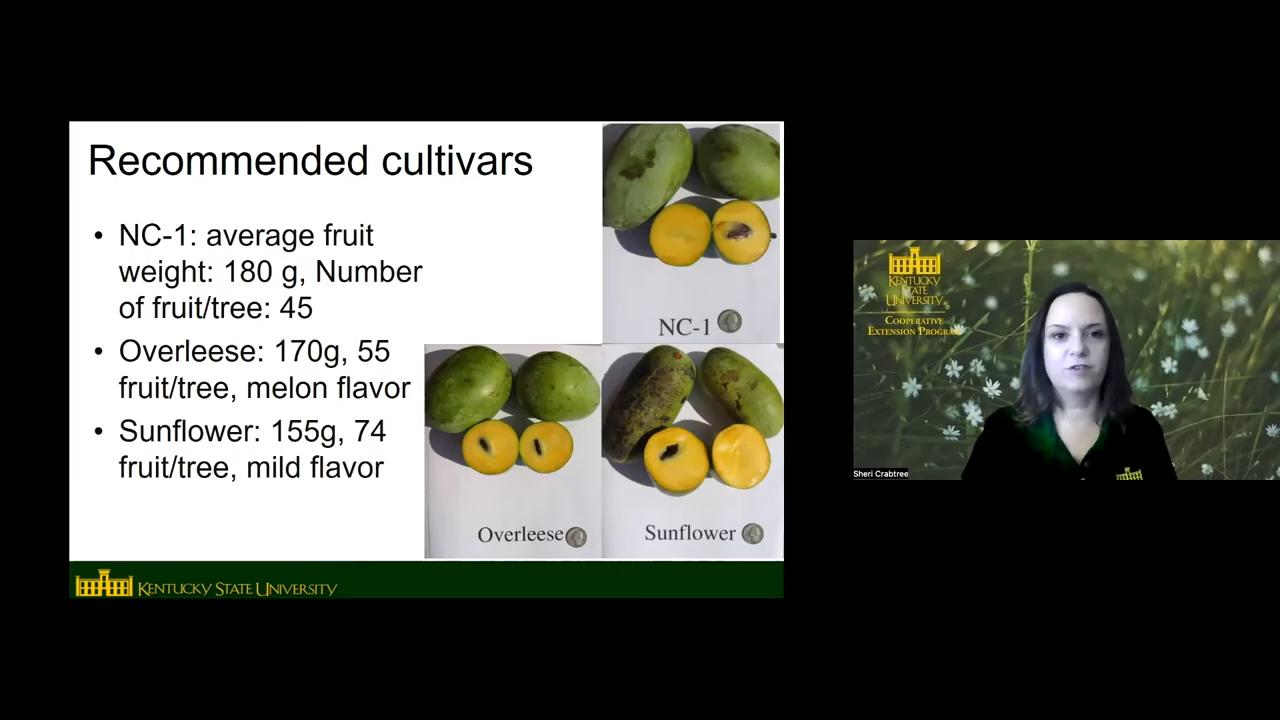 Recommended cultivars
• NC-1: average fruit
weight: 180 g, Number
of fruit/tree: 45
• Overleese: 170g, 55
fruit/tree, melon flavor
• Sunflower: 155g, 74
fruit/tree, mild flavor
NC-1
Overleese
Sunflower
KENTUCKY STATE UNIVERSITY
KENTUCKY
STATE
UNIVERSITY
COOPERATIVE
EXTENSION PROGRAM
Sheri Crabtree